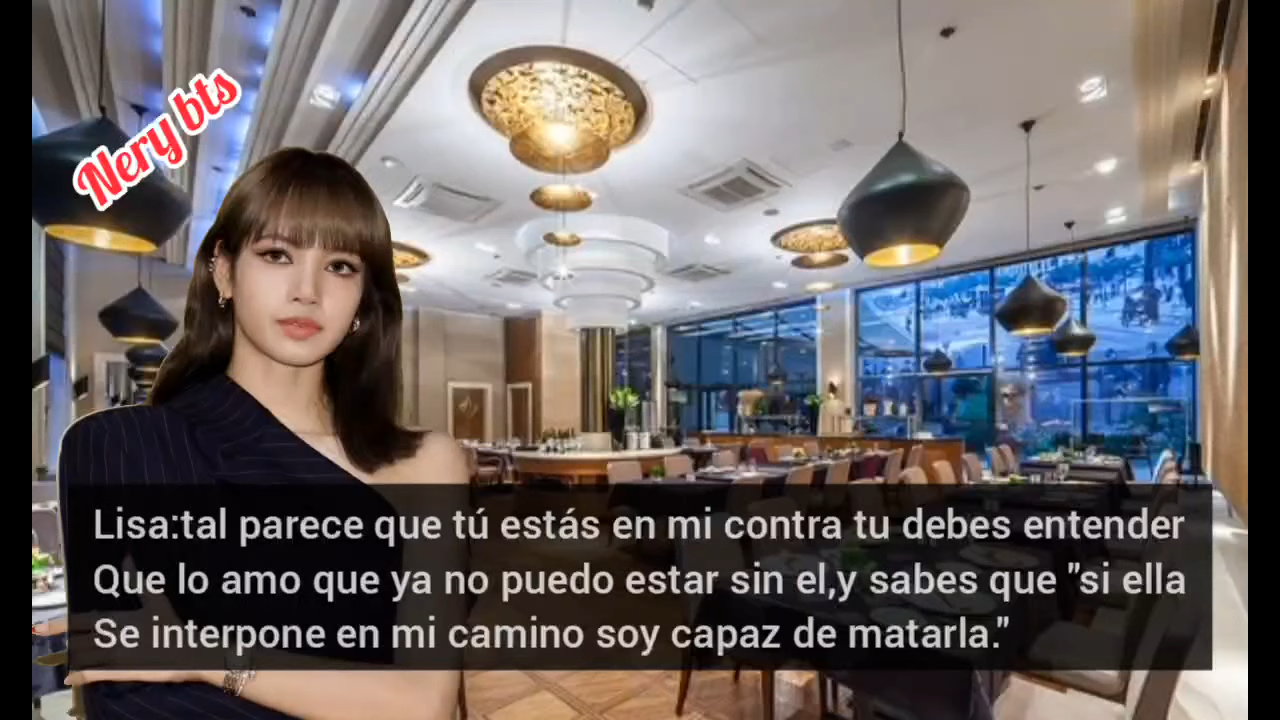 Nery bts
Lisa:tal parece que tú estás en mi contra tu debes entender
Que lo amo que ya no puedo estar sin el,y sabes que "si ella
Se interpone en mi camino soy capaz de matarla."